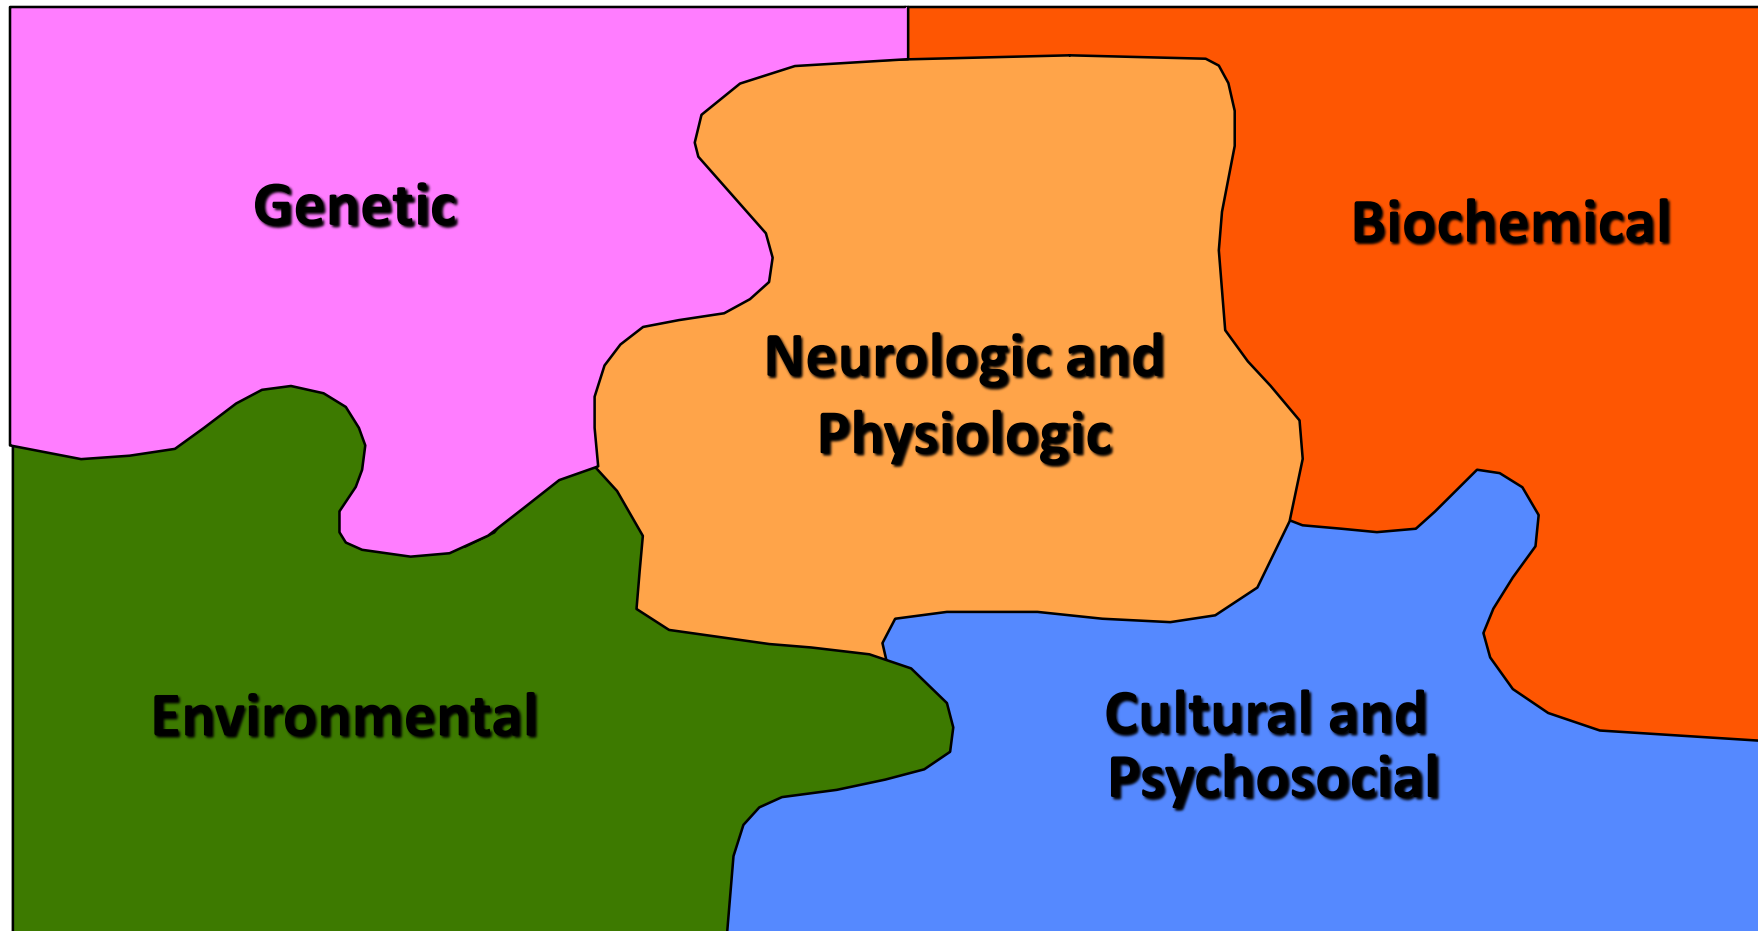 Genetic
Biochemical
Neurologic and
Physiologic
Environmental
Cultural and
Psychosocial